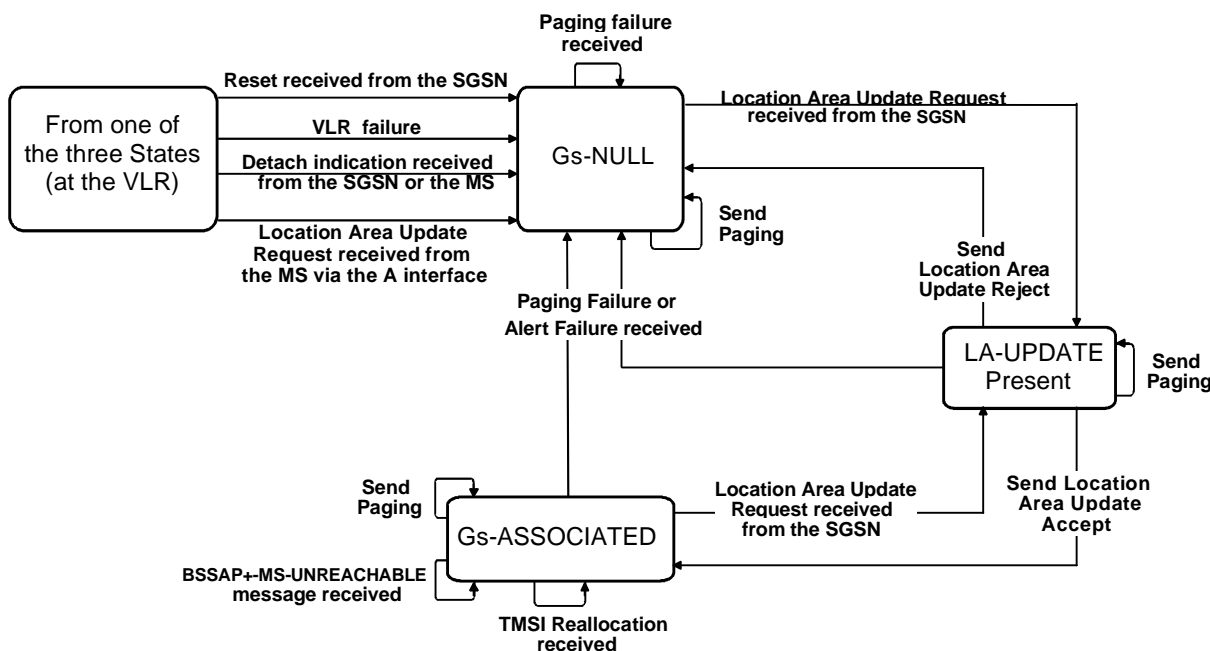 Paging failure
received
Reset received from the SGSN
VLR failure
Detach indication received
from the SGSN or the MS
Location Area Update
Request received from
the MS via the A interface
From one of
the three States
(at the VLR)
Gs-NULL
Location Area Update Request
received from the SGSN
Send
Paging
Send
Location Area
Update Reject
Paging Failure or
Alert Failure received
LA-UPDATE
Present
Send
Paging
Send
Paging
Gs-ASSOCIATED
Location Area Update
Request received
from the SGSN
Send Location
Area Update
Accept
BSSAP+-MS-UNREACHABLE
message received
TMSI Reallocation
received